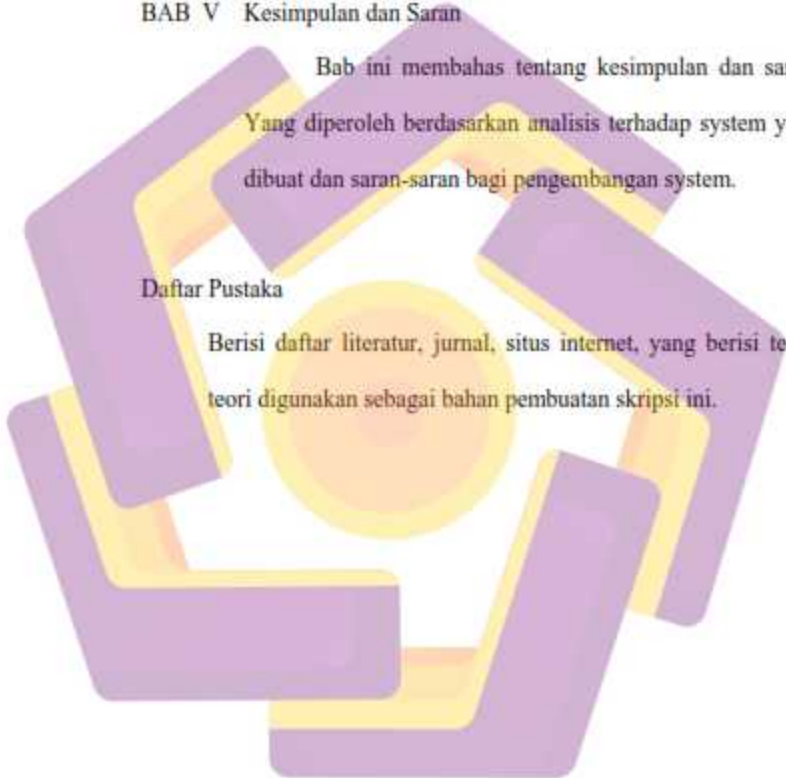 BAB V Kesimpulan dan Saran
Bab ini membahas tentang kesimpulan dan
Yang diperoleh berdasarkan analisis terhadap system
dibuat dan saran-saran bagi pengembangan system.
Daftar Pustaka
Berisi daftar literatur, jurnal, situs internet, yang berisi
teori digunakan sebagai bahan pembuatan skripsi ini.